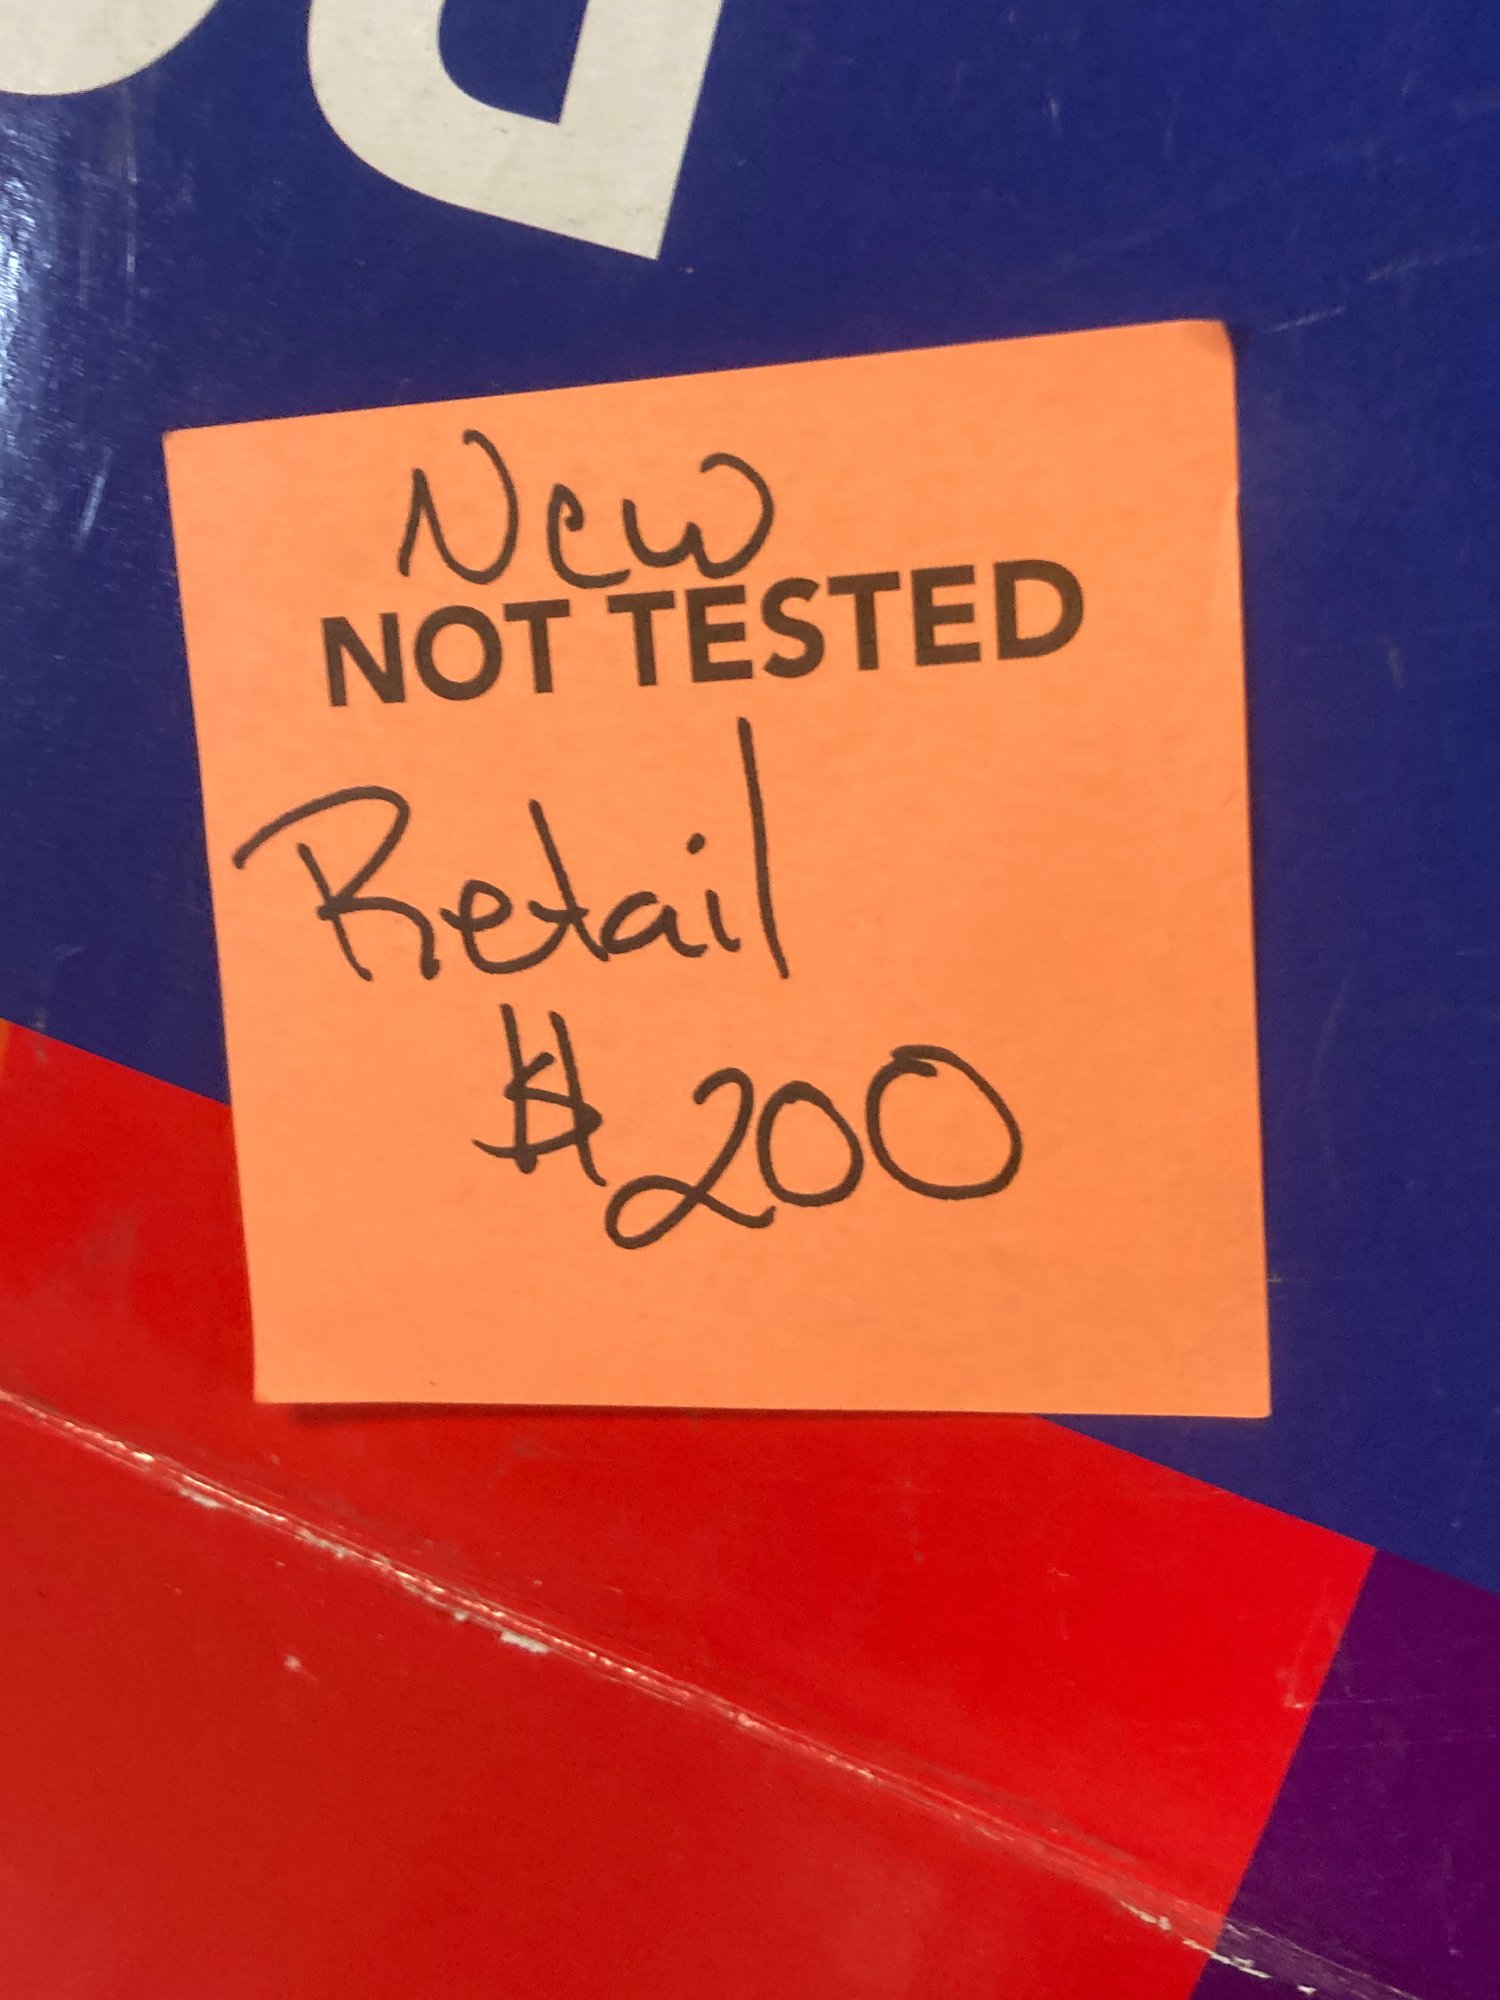 New
NOT TESTED
Retail
$200